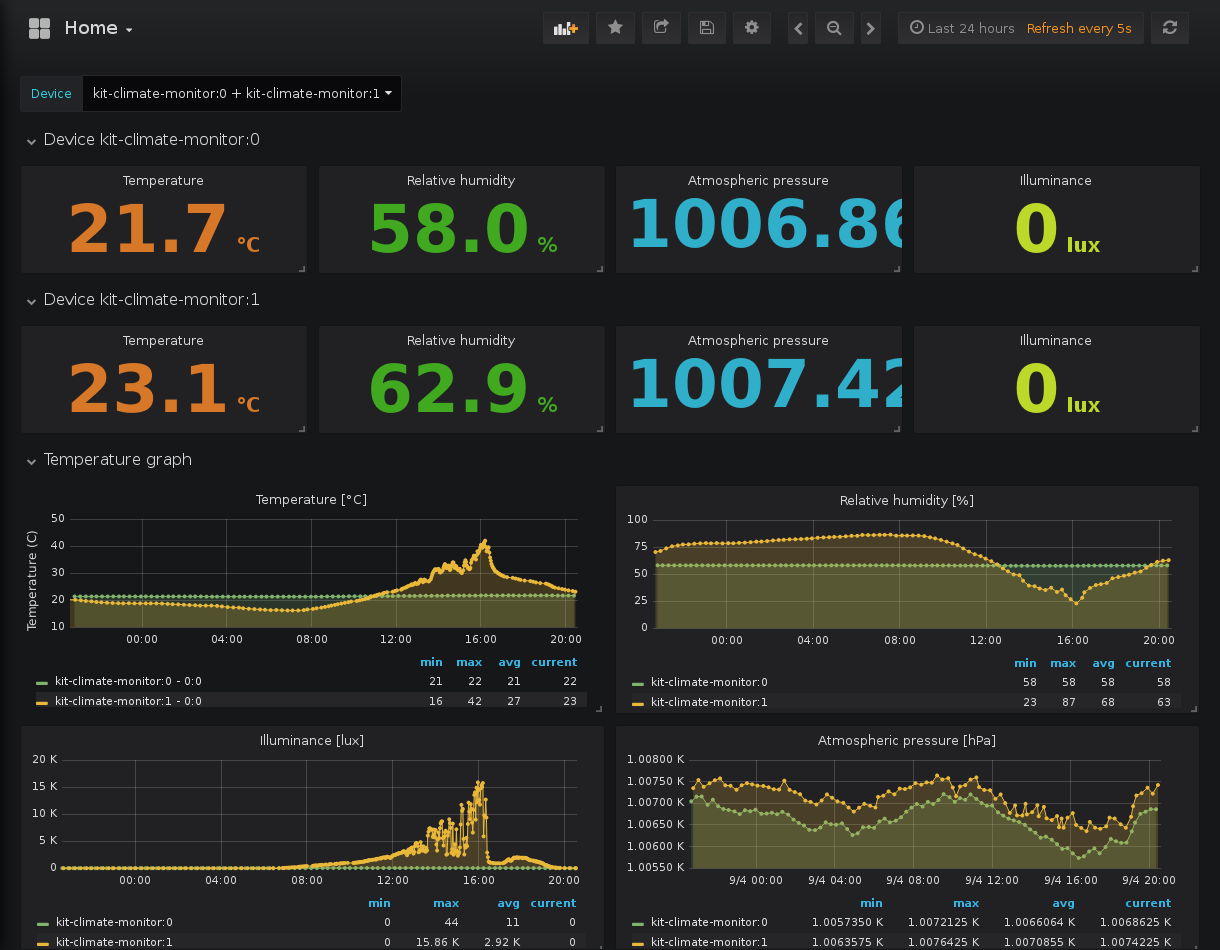 Home
Last 24 hours Refresh every 5s
Device kit-climate-monitor:0 + kit-climate-monitor:1
Device kit-climate-monitor:0
Temperature Relative humidity Atmospheric pressure Illuminance
21.7 °C 58.0 % 1006.86 0 lux
Device kit-climate-monitor:1
Temperature Relative humidity Atmospheric pressure Illuminance
23.1 °C 62.9 % 1007.42 0 lux
Temperature graph
Temperature [°C]
Temperature (C)
50
40
30
20
10
00:00 04:00 08:00 12:00 16:00 20:00
min max avg current
kit-climate-monitor:0 - 0:0 21 22 21 22
kit-climate-monitor:1 - 0:0 16 42 27 23
Relative humidity [%]
100
75
50
25
0
00:00 04:00 08:00 12:00 16:00 20:00
min max avg current
kit-climate-monitor:0 58 58 58 58
kit-climate-monitor:1 23 87 68 63
Illuminance [lux]
20 K
15 K
10 K
5 K
0
00:00 04:00 08:00 12:00 16:00 20:00
min max avg current
kit-climate-monitor:0 0 44 11 0
kit-climate-monitor:1 0 15.86 K 2.92 K 0
Atmospheric pressure [hPa]
1.00800 K
1.00750 K
1.00700 K
1.00650 K
1.00600 K
1.00550 K
9/4 00:00 9/4 04:00 9/4 08:00 9/4 12:00 9/4 16:00 9/4 20:00
min max avg current
kit-climate-monitor:0 1.0057350 K 1.0072125 K 1.0066064 K 1.0068625 K
kit-climate-monitor:1 1.0063575 K 1.0076425 K 1.0070855 K 1.0074225 K